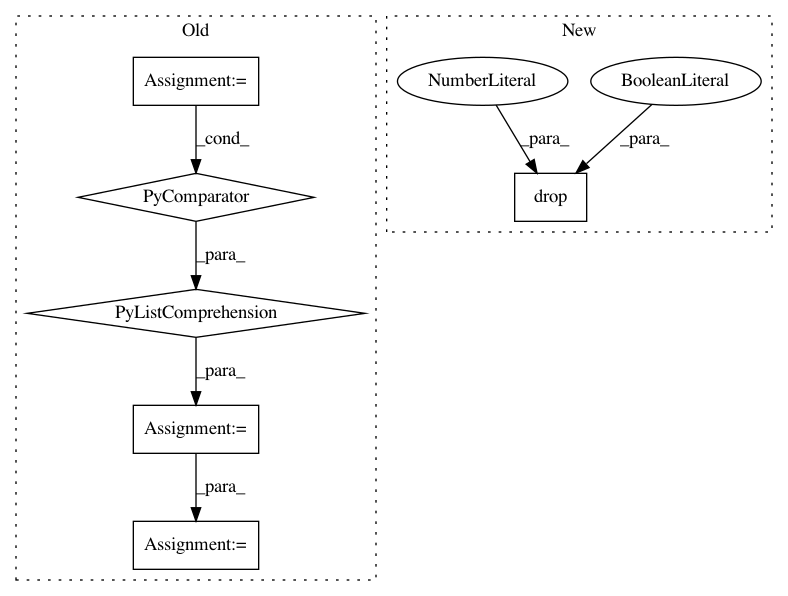 Old
New
Assignment:=
NumberLiteral
BooleanLiteral
_cond_
_para_
_para_
PyComparator
drop
_para_
PyListComprehension
_para_
Assignment:=
_para_
Assignment:=